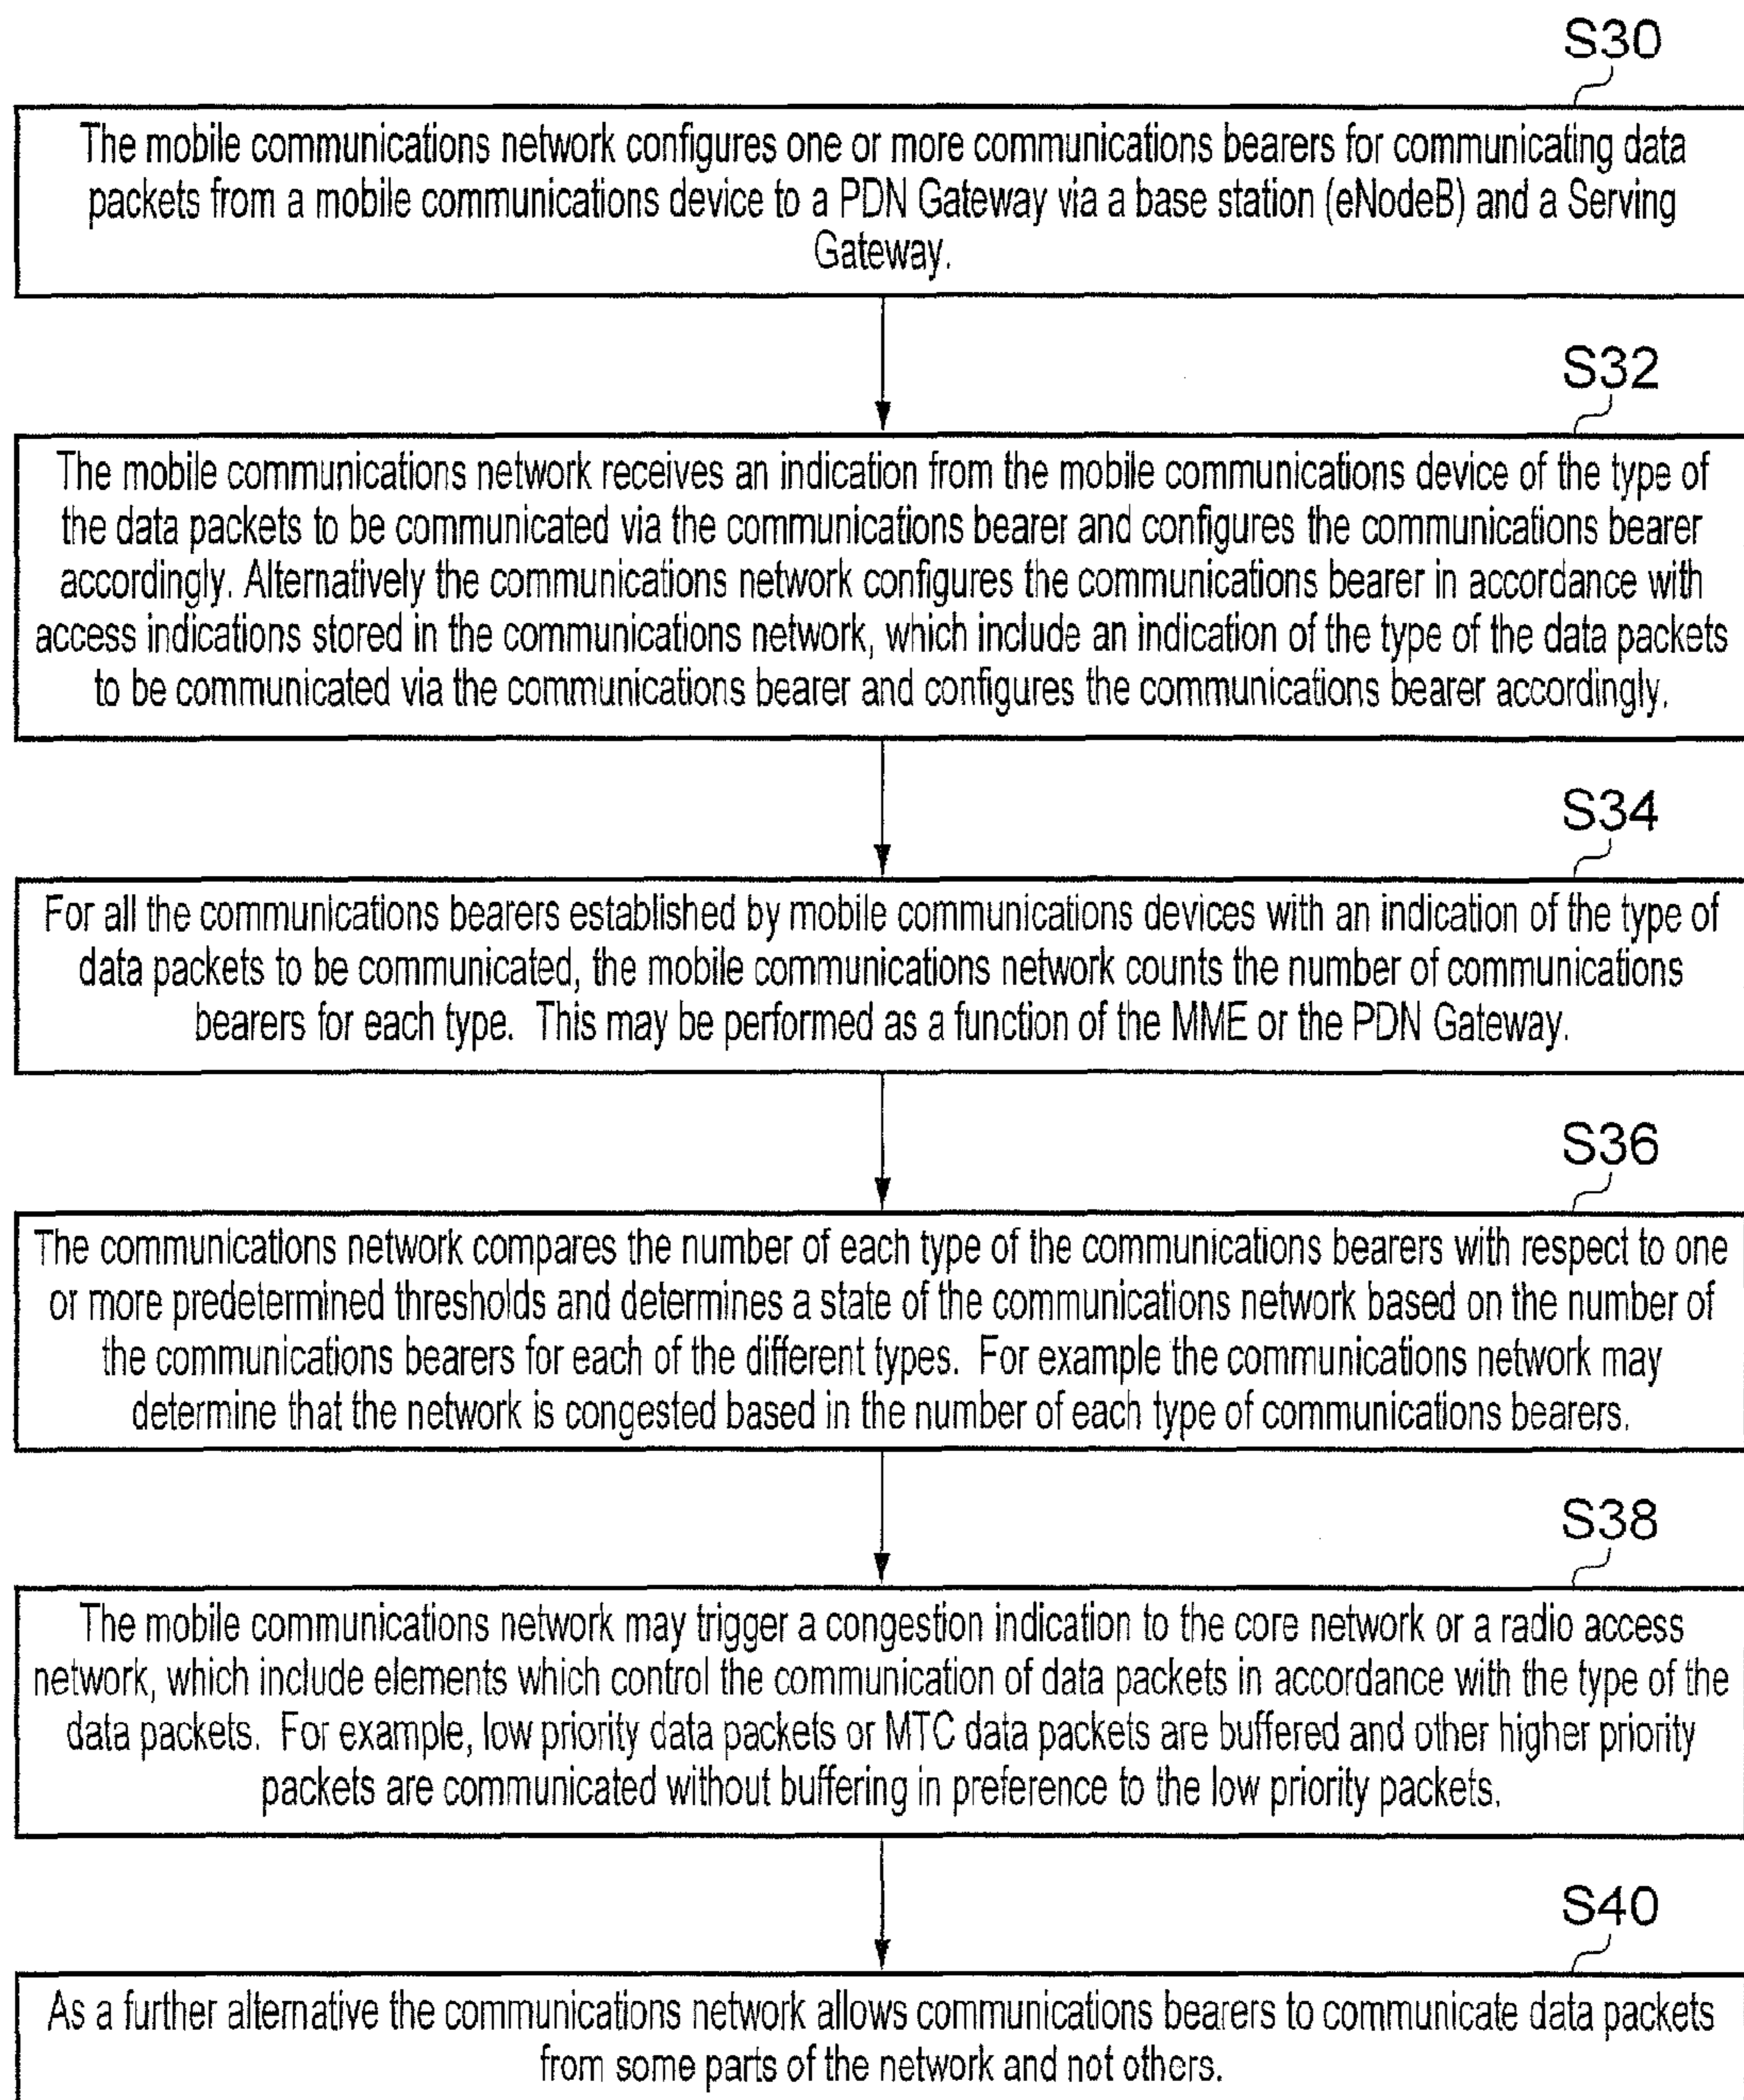 S30
The mobile communications network configures one or more communications bearers for communicating data
packets from a mobile communications device to a PDN Gateway via a base station (eNodeB) and a Serving
Gateway.
S32
The mobile communications network receives an indication from the mobile communications device of the type of
the data packets to be communicated via the communications bearer and configures the communications bearer
accordingly. Alternatively the communications network configures the communications bearer in accordance with
access indications stored in the communications network, which include an indication of the type of the data packets
to be communicated via the communications bearer and configures the communications bearer accordingly.
S34
For all the communications bearers established by mobile communications devices with an indication of the type of
data packets to be communicated, the mobile communications network counts the number of communications
bearers for each type. This may be performed as a function of the MME or the PDN Gateway.
S36
The communications network compares the number of each type of the communications bearers with respect to one
or more predetermined thresholds and determines a state of the communications network based on the number of
the communications bearers for each of the different types. For example the communications network may
determine that the network is congested based in the number of each type of communications bearers.
S38
The mobile communications network may trigger a congestion indication to the core network or a radio access
network, which include elements which control the communication of data packets in accordance with the type of the
data packets. For example, low priority data packets or MTC data packets are buffered and other higher priority
packets are communicated without buffering in preference to the low priority packets.
S40
As a further alternative the communications network allows communications bearers to communicate data packets
from some parts of the network and not others.